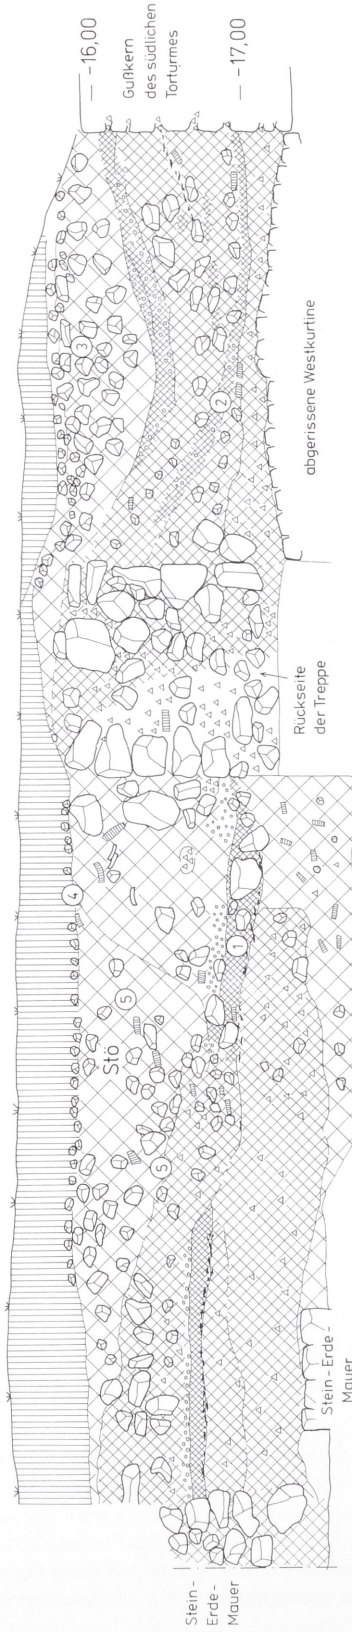 Stein-
Erde-
Mauer
Stein-Erde-
Mauer
5
Stö
5
4
1
Rückseite
der Treppe
3
2
abgerissene Westkurtine
-16,00
Gußkern
des südlichen
Torturmes
-17,00